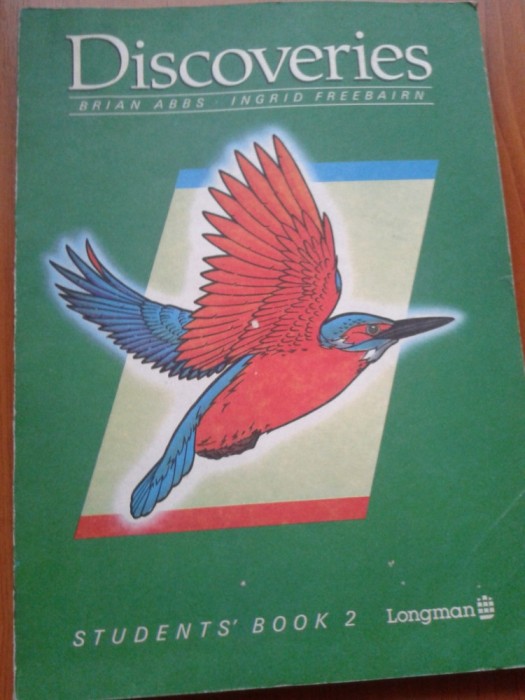 Discoveries
BRIAN ABBS · INGRID FREEBAIRN
STUDENTS' BOOK 2
Longman